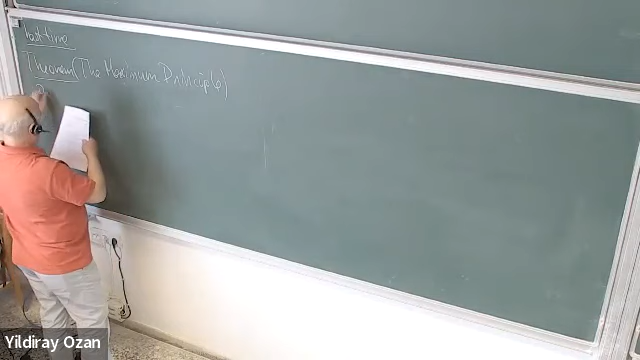 Last time
Theorem (The Maximum Principle)
Yildiray Ozan